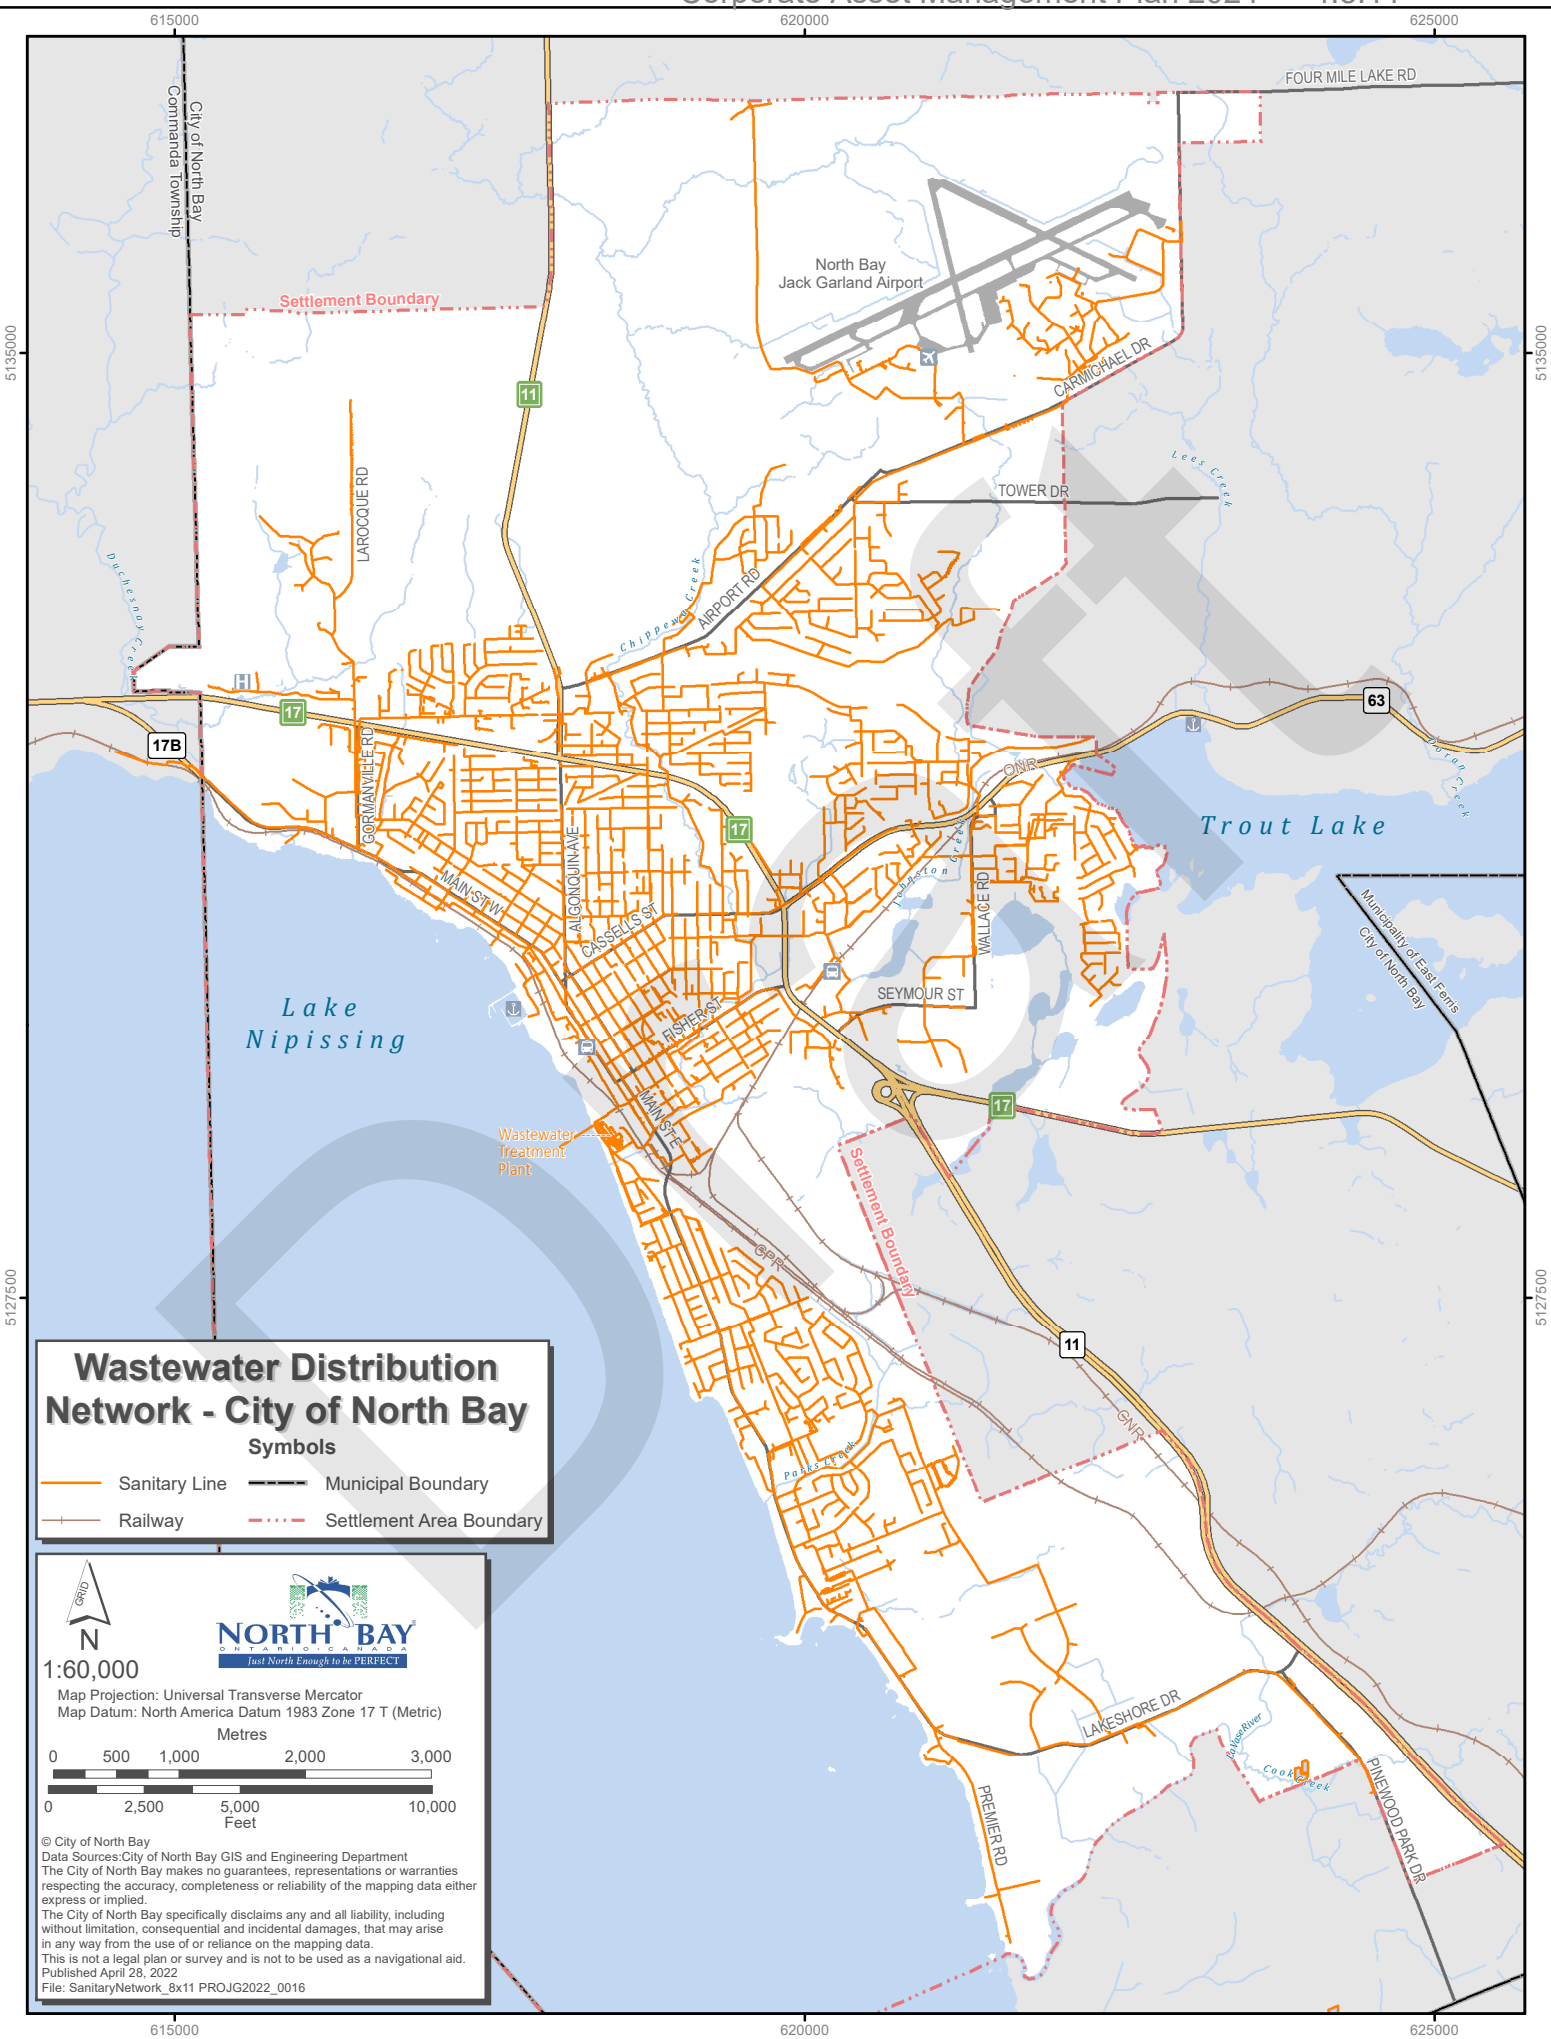 615000
620000
625000
FOUR MILE LAKE RD
City of North Bay
Commanda Township
North Bay
Jack Garland Airport
Settlement Boundary
5135000
5135000
11
CARMICHAEL DR
Lees Creek
TOWER DR
LAROCQUE RD
Duchesnay Creek
Chippewa Creek
AIRPORT RD
H
17
63
17B
GORMANVILLE RD
ONR
Doran Creek
Trout Lake
17
ALGONQUIN AVE
Johnston Creek
MAIN ST W
CASSELLS ST
WALLACE RD
Municipality of East Ferris
City of North Bay
Lake
Nipissing
SEYMOUR ST
FISHER ST
MAIN ST E
17
Wastewater
Treatment
Plant
Settlement Boundary
CPR
5127500
5127500
11
CNR
Parks Creek
LAKESHORE DR
LaVase River
Cook Creek
PREMIER RD
PINEWOOD PARK DR
Draft
Wastewater Distribution
Network - City of North Bay
Symbols
Sanitary Line
Municipal Boundary
Railway
Settlement Area Boundary
GRID
N
NORTH BAY
ONTARIO · CANADA
Just North Enough to be PERFECT
1:60,000
Map Projection: Universal Transverse Mercator
Map Datum: North America Datum 1983 Zone 17 T (Metric)
Metres
0 500 1,000 2,000 3,000
0 2,500 5,000 10,000
Feet
© City of North Bay
Data Sources:City of North Bay GIS and Engineering Department
The City of North Bay makes no guarantees, representations or warranties
respecting the accuracy, completeness or reliability of the mapping data either
express or implied.
The City of North Bay specifically disclaims any and all liability, including
without limitation, consequential and incidental damages, that may arise
in any way from the use of or reliance on the mapping data.
This is not a legal plan or survey and is not to be used as a navigational aid.
Published April 28, 2022
File: SanitaryNetwork_8x11 PROJG2022_0016
615000
620000
625000